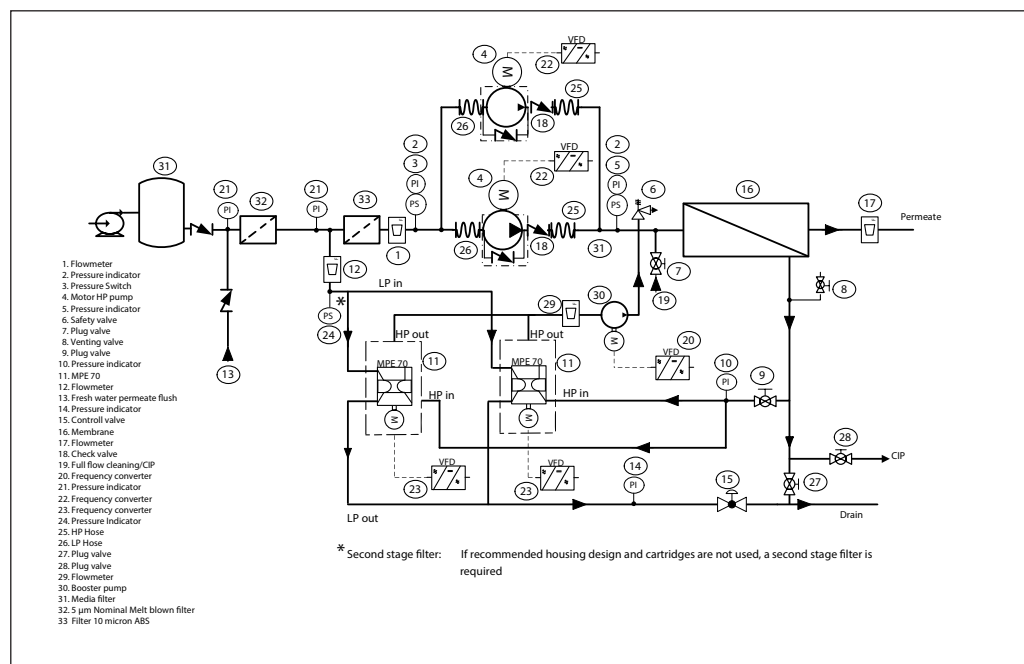 VFD
4
22
25
M
26
18
2
3
PI
PS
VFD
4
22
25
M
26
18
2
5
PI
PS
6
16
17
Permeate
31
21
PI
32
21
PI
33
1
31
7
19
8
12
LP in
*
PS
24
29
30
M
HP out
HP out
20
VFD
13
MPE 70
11
MPE 70
11
HP in
HP in
M
M
10
PI
9
28
CIP
VFD
23
VFD
23
14
PI
15
27
LP out
Drain
1. Flowmeter
2. Pressure indicator
3. Pressure Switch
4. Motor HP pump
5. Pressure indicator
6. Safety valve
7. Plug valve
8. Venting valve
9. Plug valve
10. Pressure indicator
11. MPE 70
12. Flowmeter
13. Fresh water permeate flush
14. Pressure indicator
15. Controll valve
16. Membrane
17. Flowmeter
18. Check valve
19. Full flow cleaning/CIP
20. Frequency converter
21. Pressure indicator
22. Frequency converter
23. Frequency converter
24. Pressure Indicator
25. HP Hose
26. LP Hose
27. Plug valve
28. Plug valve
29. Flowmeter
30. Booster pump
31. Media filter
32. 5 µm Nominal Melt blown filter
33 Filter 10 micron ABS
* Second stage filter: If recommended housing design and cartridges are not used, a second stage filter is
required